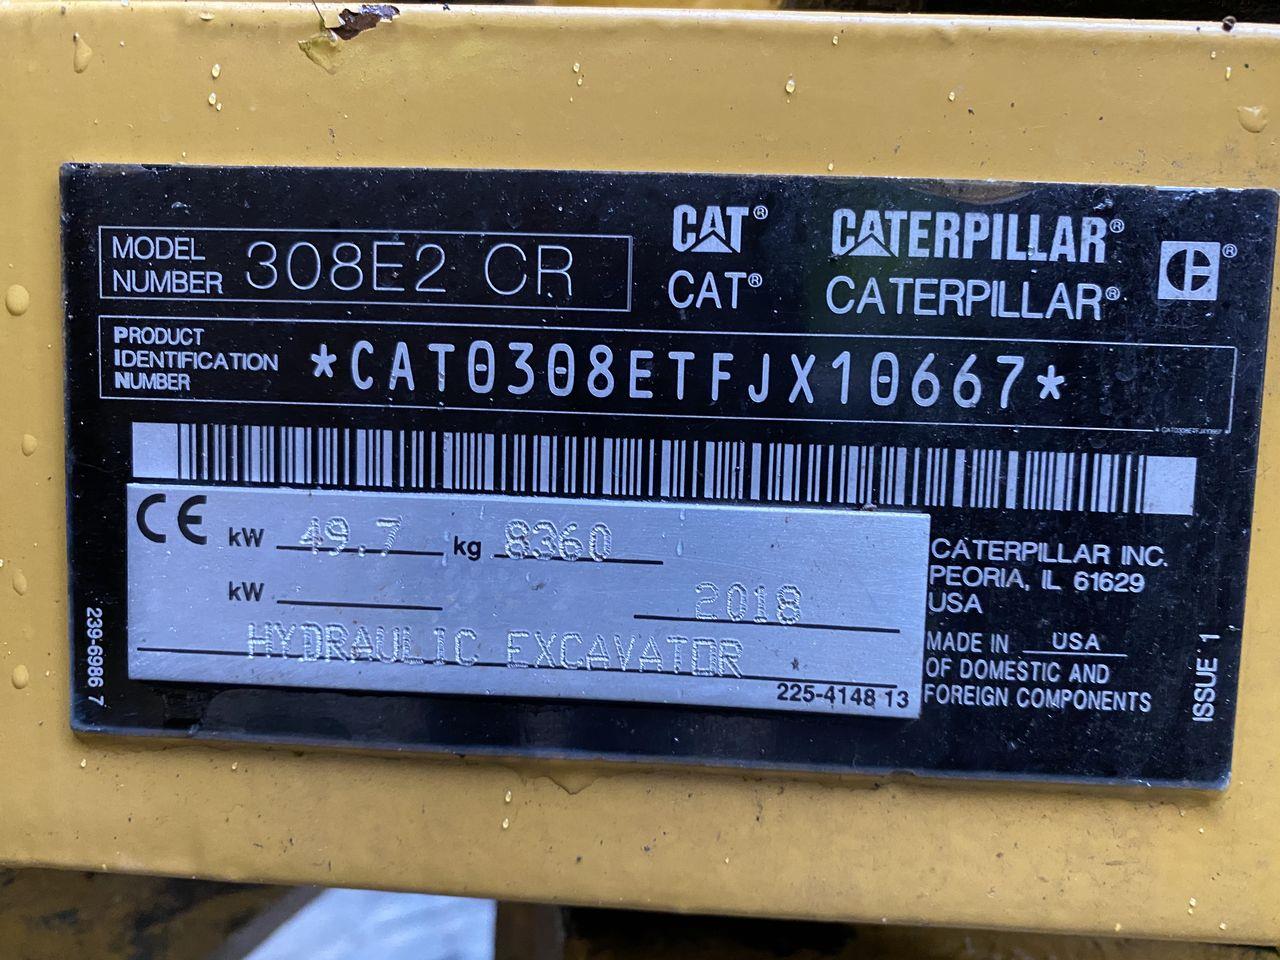 MODEL NUMBER 308E2 CR
CAT® CATERPILLAR®
CAT® CATERPILLAR®
PRODUCT
IDENTIFICATION
NUMBER
*CAT0308ETFJX10667*
CE kW 49.7 kg 8360
kW 2018
HYDRAULIC EXCAVATOR
225-4148 13
239-6986 7
CATERPILLAR INC.
PEORIA, IL 61629
USA
MADE IN USA
OF DOMESTIC AND
FOREIGN COMPONENTS
ISSUE 1